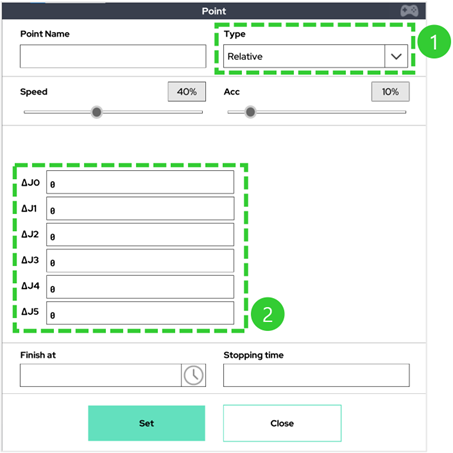 Point
Point Name
Type
1
Relative
Speed
40%
Acc
10%
ΔJ0
0
ΔJ1
0
ΔJ2
0
ΔJ3
0
ΔJ4
0
ΔJ5
0
2
Finish at
Stopping time
Set
Close